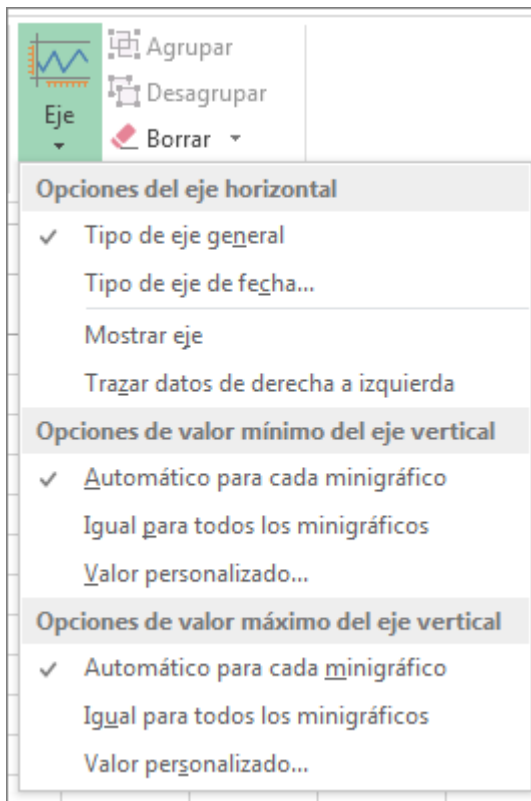 Agrupar
Desagrupar
Eje
Borrar
Opciones del eje horizontal
Tipo de eje general
Tipo de eje de fecha...
Mostrar eje
Trazar datos de derecha a izquierda
Opciones de valor mínimo del eje vertical
Automático para cada minigráfico
Igual para todos los minigráficos
Valor personalizado...
Opciones de valor máximo del eje vertical
Automático para cada minigráfico
Igual para todos los minigráficos
Valor personalizado...